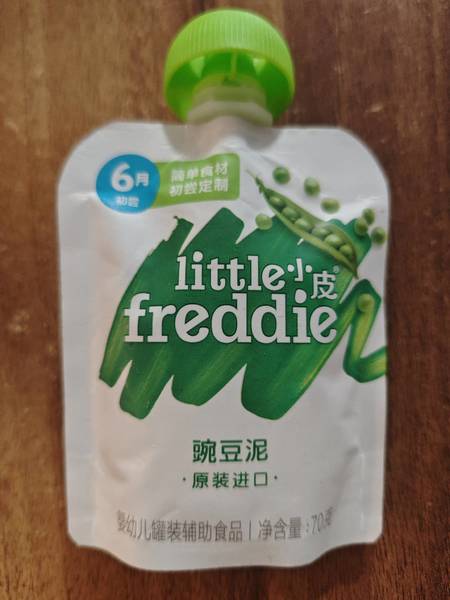 6月
初尝
简单食材
初尝定制
little小皮®
freddie
豌豆泥
·原装进口·
婴幼儿罐装辅助食品 | 净含量:70克